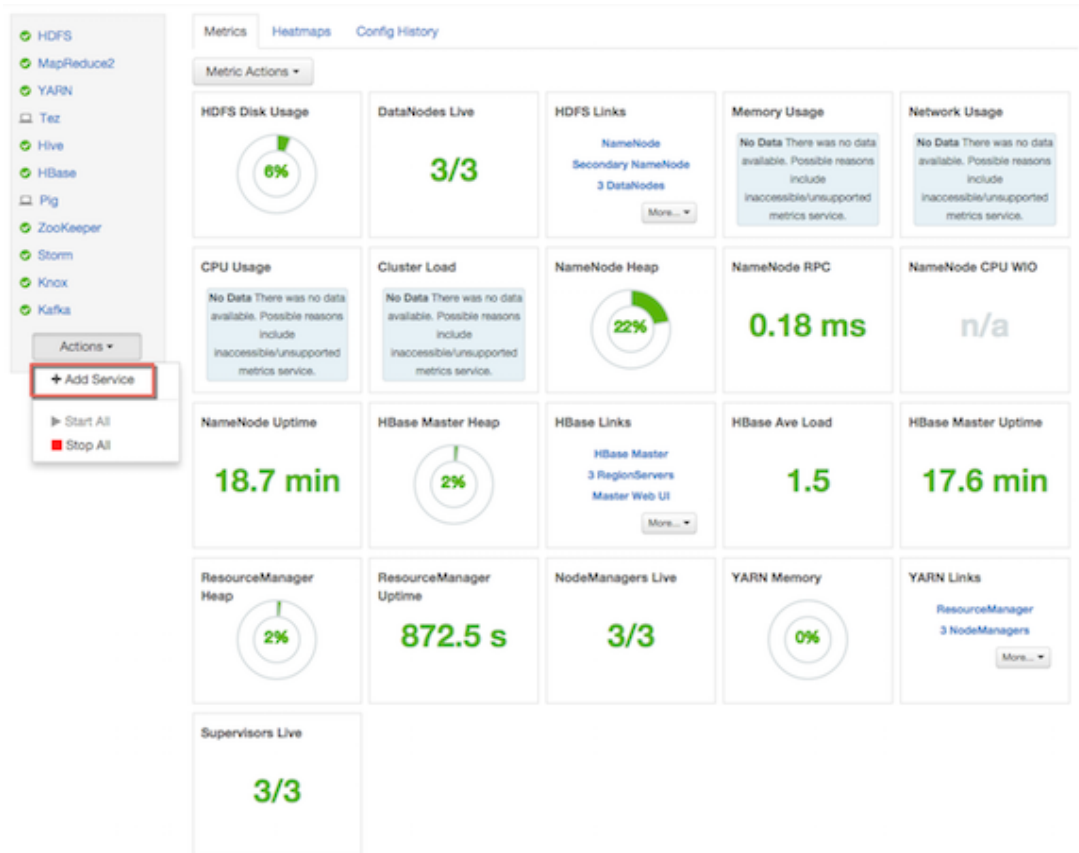 HDFS
MapReduce2
YARN
Tez
Hive
HBase
Pig
ZooKeeper
Storm
Knox
Kafka
Actions
+ Add Service
Start All
Stop All
Metrics
Heatmaps
Config History
Metric Actions
HDFS Disk Usage
6%
DataNodes Live
3/3
HDFS Links
NameNode
Secondary NameNode
3 DataNodes
More...
Memory Usage
No Data There was no data
available. Possible reasons
include
inaccessible/unsupported
metrics service.
Network Usage
No Data There was no data
available. Possible reasons
include
inaccessible/unsupported
metrics service.
CPU Usage
No Data There was no data
available. Possible reasons
include
inaccessible/unsupported
metrics service.
Cluster Load
No Data There was no data
available. Possible reasons
include
inaccessible/unsupported
metrics service.
NameNode Heap
22%
NameNode RPC
0.18 ms
NameNode CPU WIO
n/a
NameNode Uptime
18.7 min
HBase Master Heap
2%
HBase Links
HBase Master
3 RegionServers
Master Web UI
More...
HBase Ave Load
1.5
HBase Master Uptime
17.6 min
ResourceManager
Heap
2%
ResourceManager
Uptime
872.5 s
NodeManagers Live
3/3
YARN Memory
0%
YARN Links
ResourceManager
3 NodeManagers
More...
Supervisors Live
3/3